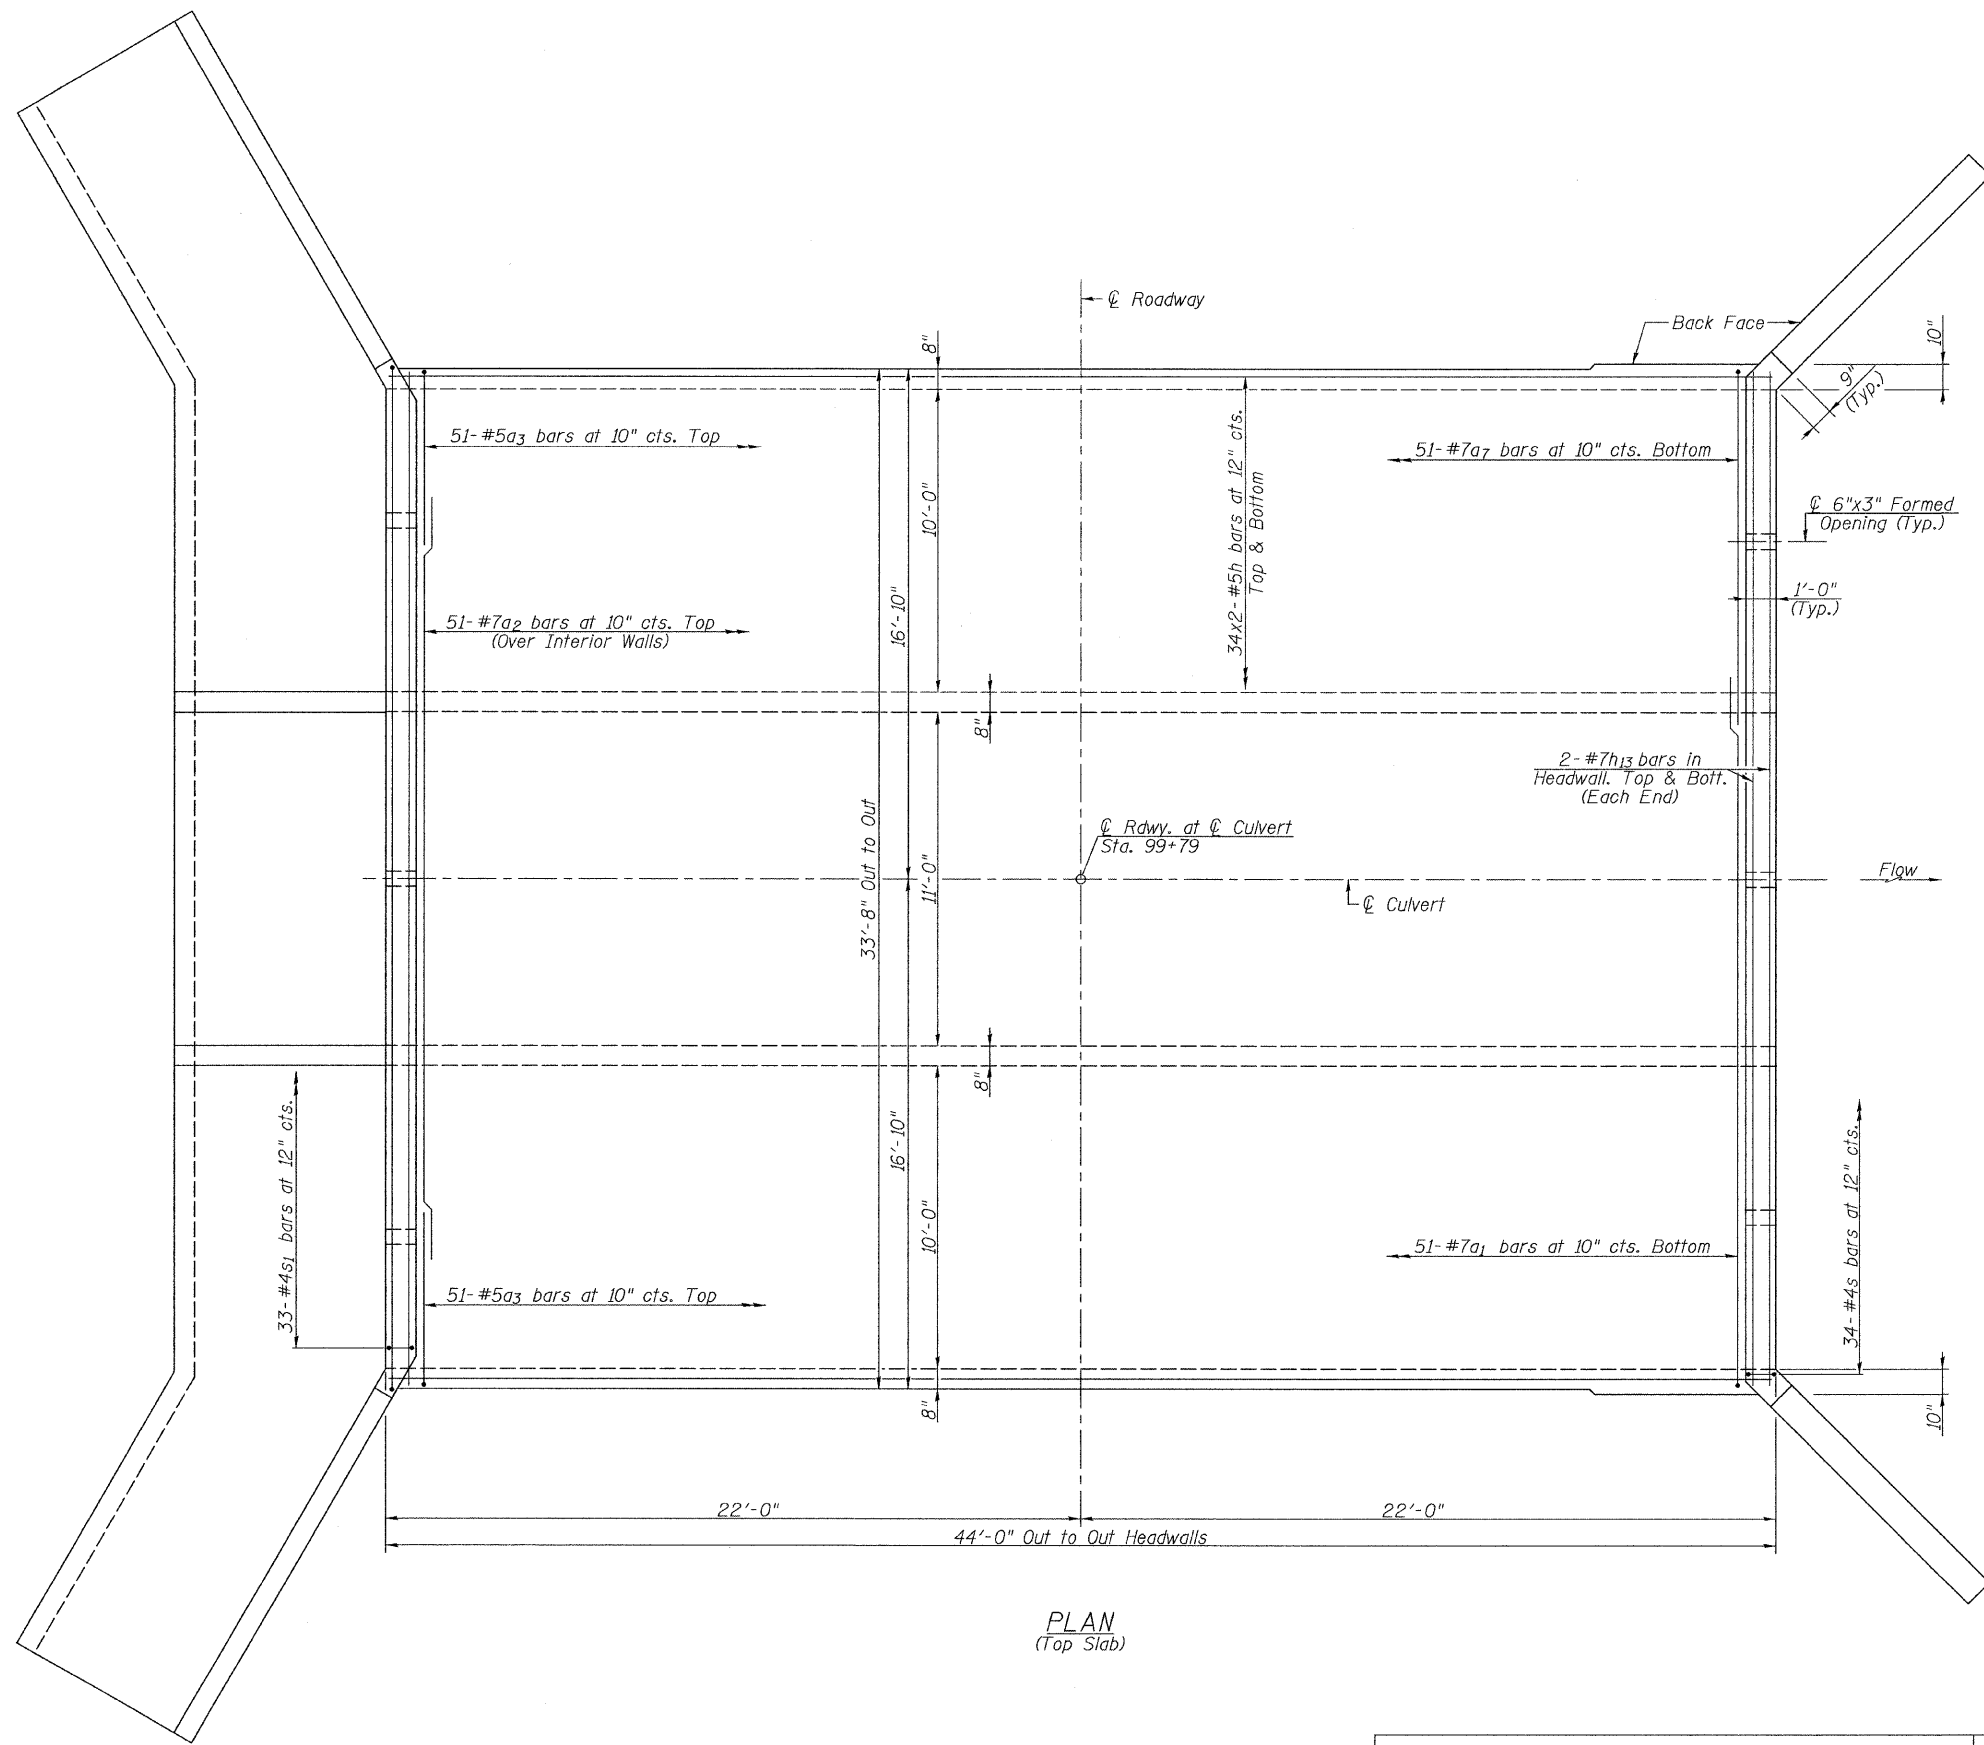 ℄ Roadway
Back Face
10"
9"
(Typ.)
8"
51-#5a3 bars at 10" cts. Top
51-#7a7 bars at 10" cts. Bottom
10'-0"
34x2-#5h bars at 12" cts.
Top & Bottom
℄ 6"x3" Formed
Opening (Typ.)
1'-0"
(Typ.)
16'-10"
51-#7a2 bars at 10" cts. Top
(Over Interior Walls)
8"
2-#7h13 bars in
Headwall. Top & Bott.
(Each End)
℄ Rdwy. at ℄ Culvert
Sta. 99+79
33'-8" Out to Out
11'-0"
Flow
℄ Culvert
8"
33-#4s1 bars at 12" cts.
16'-10"
10'-0"
34-#4s bars at 12" cts.
51-#7a1 bars at 10" cts. Bottom
51-#5a3 bars at 10" cts. Top
8"
10"
22'-0"
22'-0"
44'-0" Out to Out Headwalls
PLAN
(Top Slab)